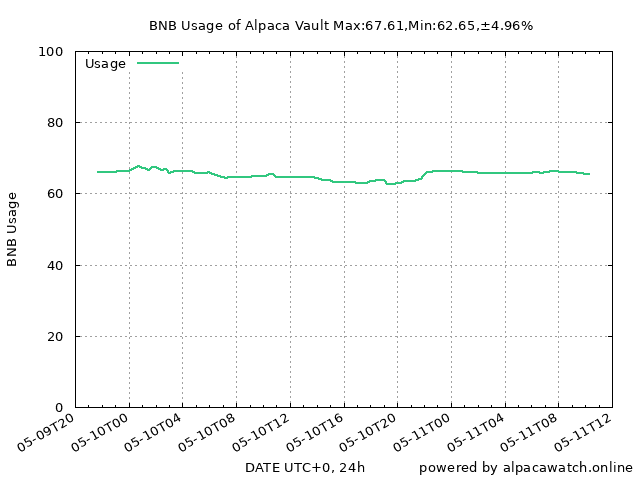 BNB Usage of Alpaca Vault Max:67.61,Min:62.65,±4.96%
Usage
100
80
60
40
20
0
BNB Usage
05-09T20
05-10T00
05-10T04
05-10T08
05-10T12
05-10T16
05-10T20
05-11T00
05-11T04
05-11T08
05-11T12
DATE UTC+0, 24h
powered by alpacawatch.online